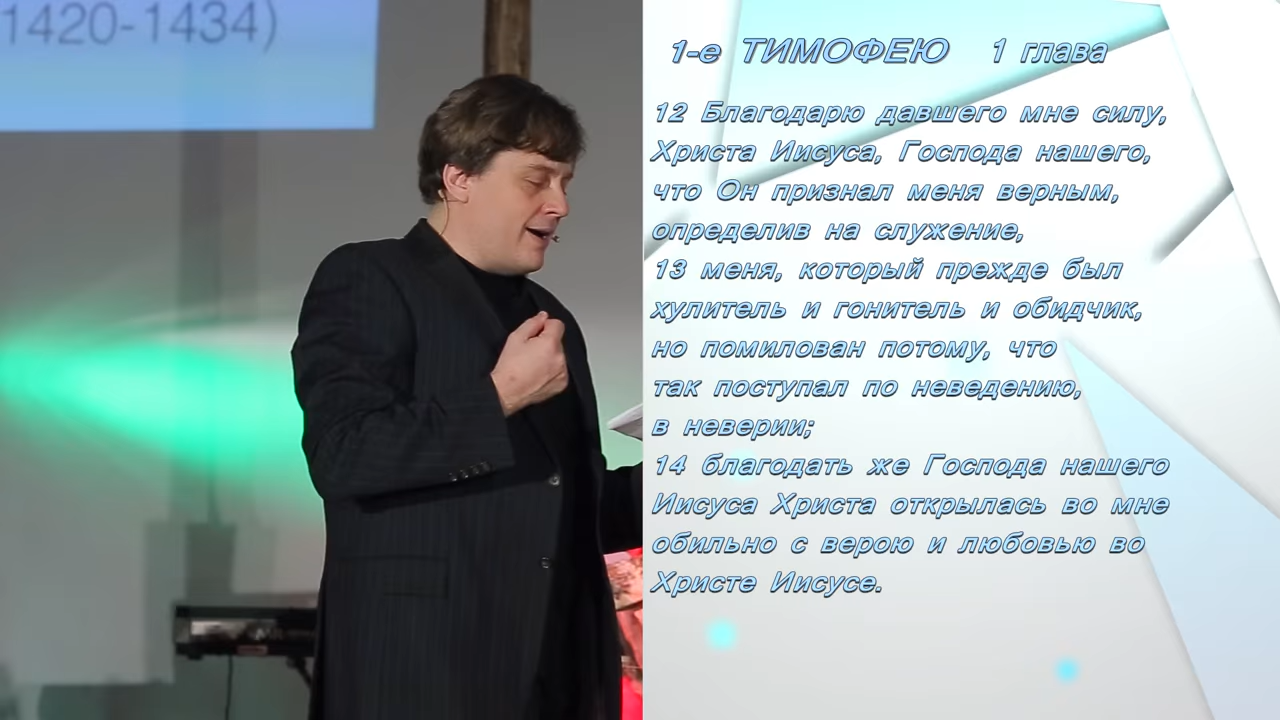 1420-1434)
1-е ТИМОФЕЮ 1 глава
12 Благодарю давшего мне силу,
Христа Иисуса, Господа нашего,
что Он признал меня верным,
определив на служение,
13 меня, который прежде был
хулитель и гонитель и обидчик,
но помилован потому, что
так поступал по неведению,
в неверии;
14 благодать же Господа нашего
Иисуса Христа открылась во мне
обильно с верою и любовью во
Христе Иисусе.